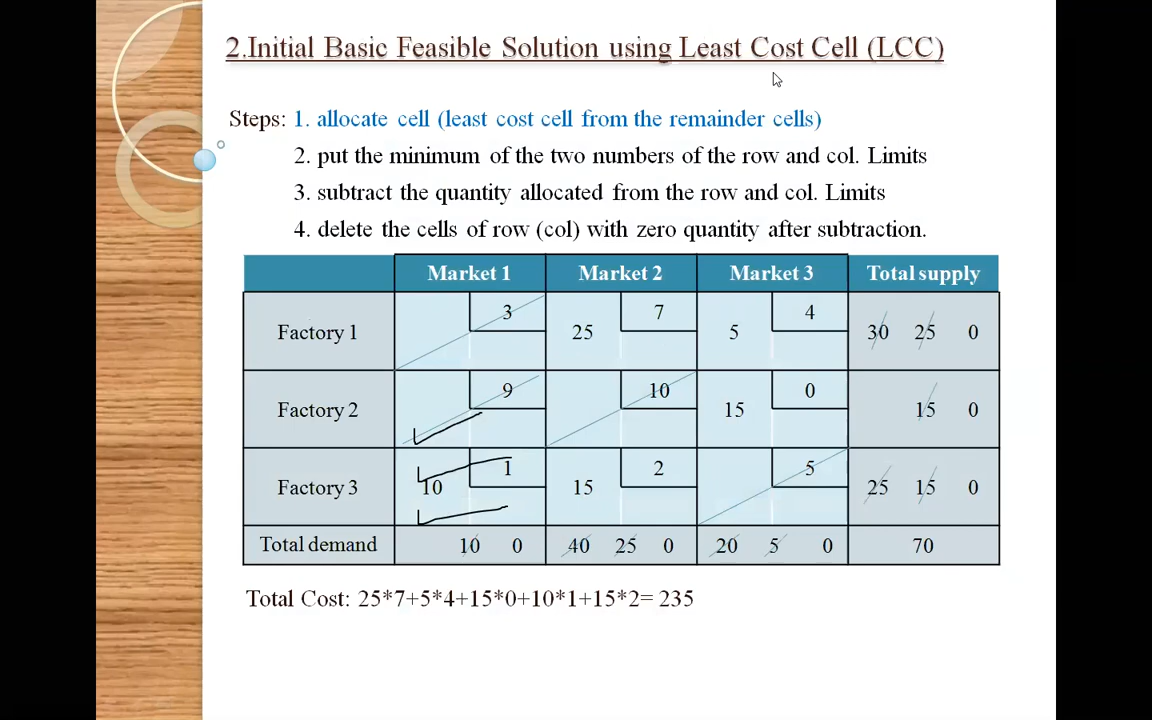 2.Initial Basic Feasible Solution using Least Cost Cell (LCC)
Steps: 1. allocate cell (least cost cell from the remainder cells)
2. put the minimum of the two numbers of the row and col. Limits
3. subtract the quantity allocated from the row and col. Limits
4. delete the cells of row (col) with zero quantity after subtraction.
Market 1 Market 2 Market 3 Total supply
Factory 1 3 25 7 5 4 30 25 0
Factory 2 9 10 15 0 15 0
Factory 3 10 1 15 2 5 25 15 0
Total demand 10 0 40 25 0 20 5 0 70
Total Cost: 25*7+5*4+15*0+10*1+15*2= 235